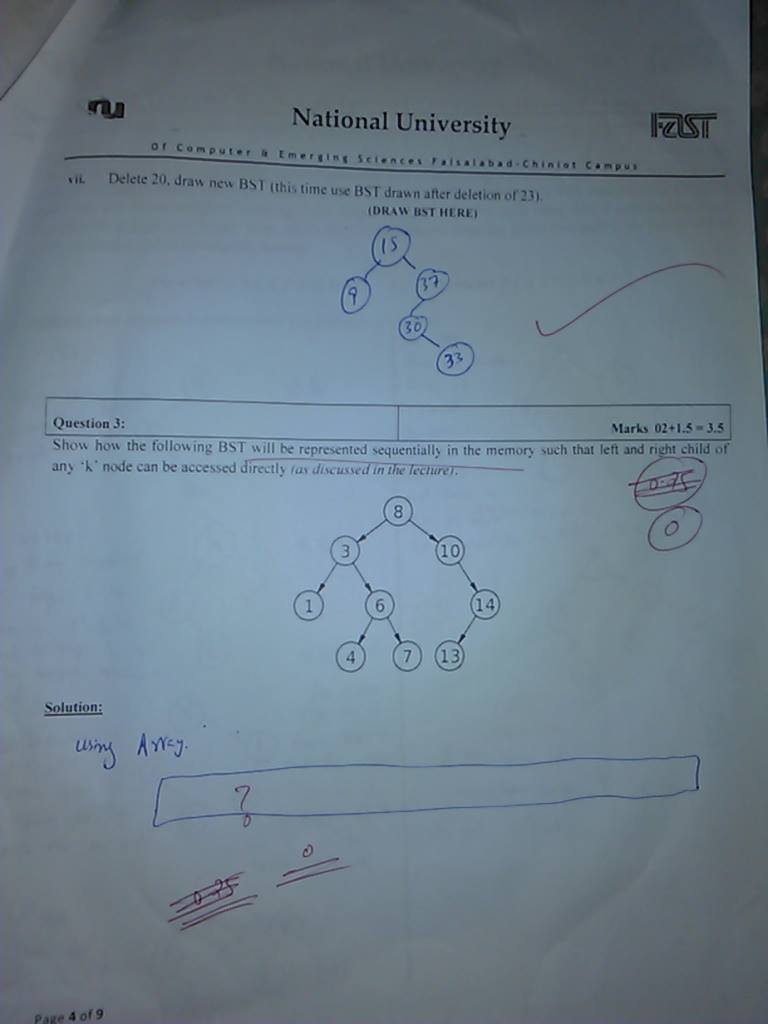 nu
National University
FAST
Of Computer & Emerging Sciences Faisalabad-Chiniot Campus
vii. Delete 20, draw new BST (this time use BST drawn after deletion of 23).
(DRAW BST HERE)
15
9 37
30
33
Question 3: Marks 02+1.5 = 3.5
Show how the following BST will be represented sequentially in the memory such that left and right child of
any ‘k’ node can be accessed directly (as discussed in the lecture).
0.75
0
8
3 10
1 6 14
4 7 13
Solution:
using Array.
?
0
0.75
Page 4 of 9